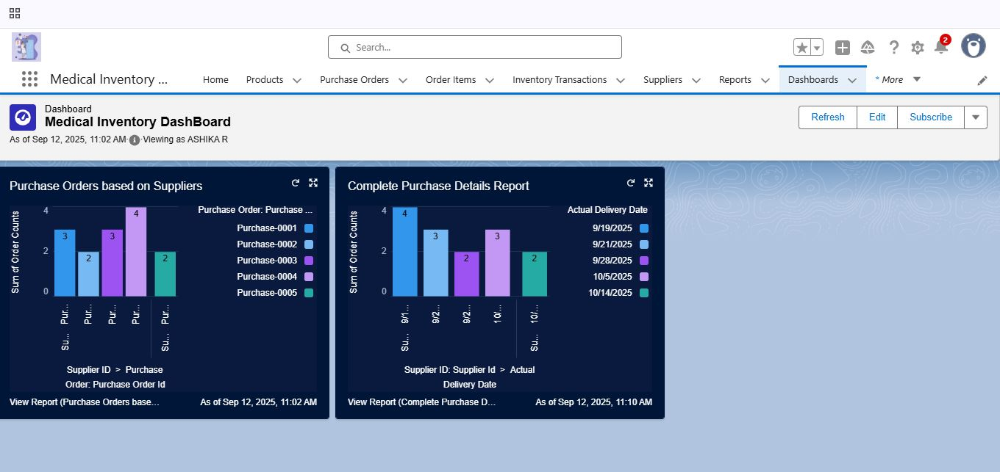 Search...
2
Medical Inventory ...
Home Products Purchase Orders Order Items Inventory Transactions Suppliers Reports Dashboards * More
Dashboard
Medical Inventory DashBoard
As of Sep 12, 2025, 11:02 AM·Viewing as ASHIKA R
Refresh Edit Subscribe
Purchase Orders based on Suppliers
Sum of Order Counts
4
2
0
3 2 3 4 2
Pur... Pur... Pur... Pur... Pur...
Su... Su...
Supplier ID > Purchase
Order: Purchase Order Id
Purchase Order: Purchase ...
Purchase-0001
Purchase-0002
Purchase-0003
Purchase-0004
Purchase-0005
View Report (Purchase Orders base... As of Sep 12, 2025, 11:02 AM
Complete Purchase Details Report
Sum of Order Counts
4
2
0
4 3 2 3 2
9/1... 9/2... 9/2... 10/... 10/...
Su... Su...
Supplier ID: Supplier Id > Actual
Delivery Date
Actual Delivery Date
9/19/2025
9/21/2025
9/28/2025
10/5/2025
10/14/2025
View Report (Complete Purchase D... As of Sep 12, 2025, 11:10 AM